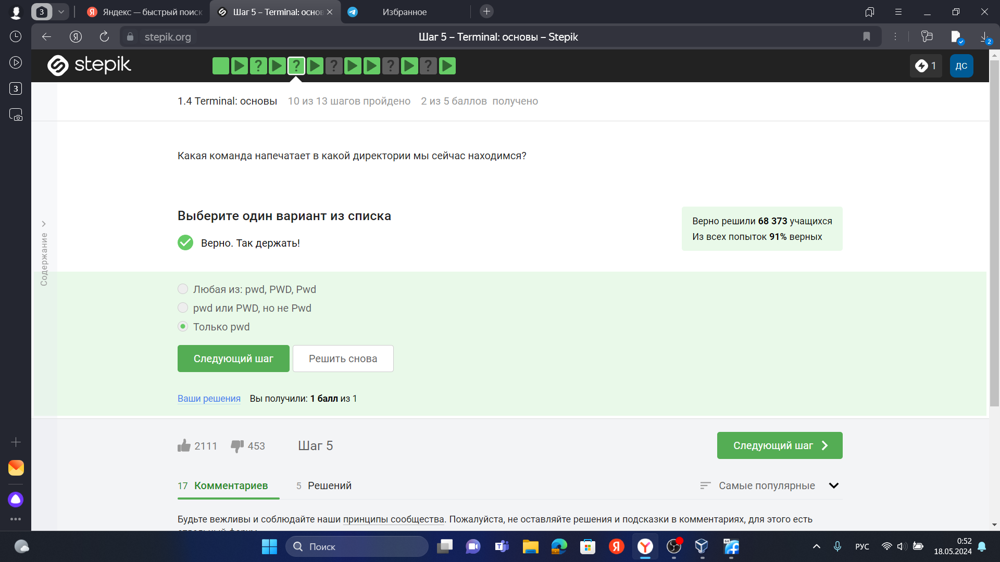 3
Яндекс — быстрый поиск
Шаг 5 – Terminal: осно
Избранное
stepik.org
Шаг 5 – Terminal: основы – Stepik
2
3
stepik
? ? ? ? ?
1
ДС
1.4 Terminal: основы 10 из 13 шагов пройдено 2 из 5 баллов получено
Содержание
Какая команда напечатает в какой директории мы сейчас находимся?
Выберите один вариант из списка
Верно. Так держать!
Верно решили 68 373 учащихся
Из всех попыток 91% верных
Любая из: pwd, PWD, Pwd
pwd или PWD, но не Pwd
Только pwd
Следующий шаг
Решить снова
Ваши решения Вы получили: 1 балл из 1
2111 453 Шаг 5
Следующий шаг
17 Комментариев 5 Решений
Самые популярные
Будьте вежливы и соблюдайте наши принципы сообщества. Пожалуйста, не оставляйте решения и подсказки в комментариях, для этого есть
Поиск
64
РУС
0:52
18.05.2024